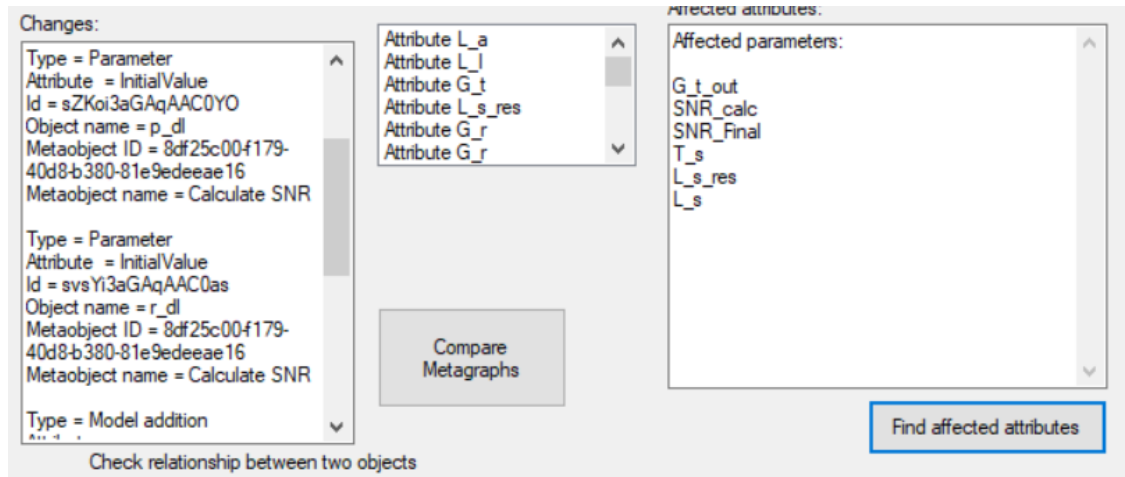 Changes:
Type = Parameter
Attribute = InitialValue
Id = sZKoi3aGAqAAC0YO
Object name = p_dl
Metaobject ID = 8df25c00-f179-
40d8-b380-81e9edeeae16
Metaobject name = Calculate SNR
Type = Parameter
Attribute = InitialValue
Id = svsYi3aGAqAAC0as
Object name = r_dl
Metaobject ID = 8df25c00-f179-
40d8-b380-81e9edeeae16
Metaobject name = Calculate SNR
Type = Model addition
Attribute L_a
Attribute L_l
Attribute G_t
Attribute L_s_res
Attribute G_r
Attribute G_r
Compare
Metagraphs
Affected attributes:
Affected parameters:
G_t_out
SNR_calc
SNR_Final
T_s
L_s_res
L_s
Find affected attributes
Check relationship between two objects